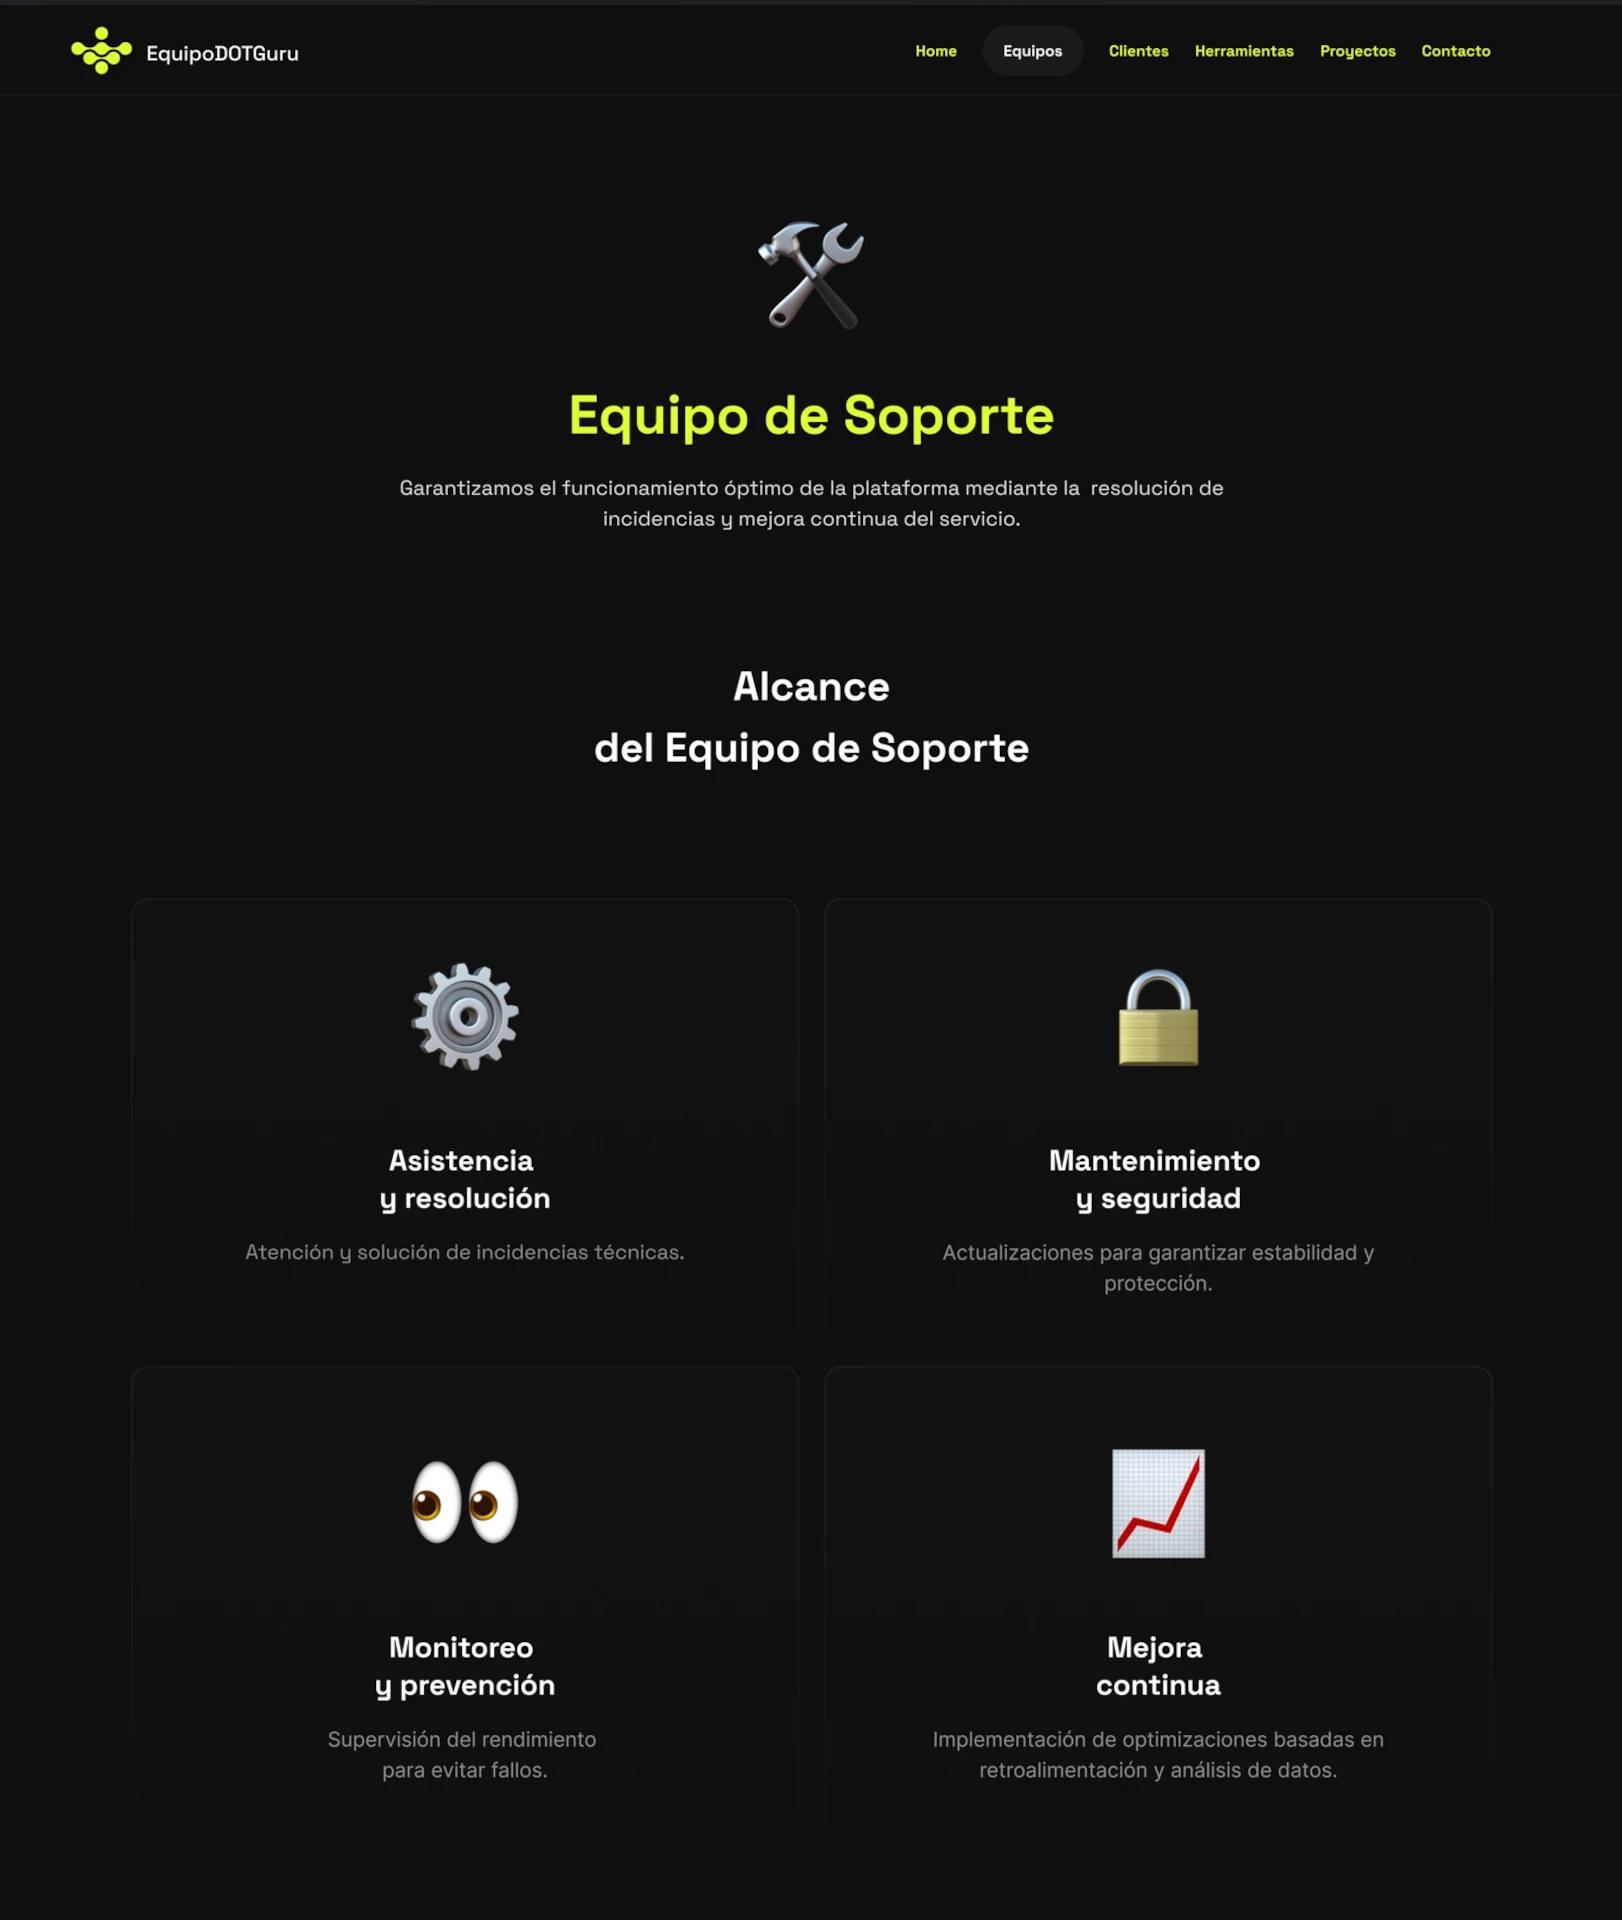 EquipoDOTGuru
Home Equipos Clientes Herramientas Proyectos Contacto
Equipo de Soporte
Garantizamos el funcionamiento óptimo de la plataforma mediante la resolución de
incidencias y mejora continua del servicio.
Alcance
del Equipo de Soporte
Asistencia
y resolución
Atención y solución de incidencias técnicas.
Mantenimiento
y seguridad
Actualizaciones para garantizar estabilidad y
protección.
Monitoreo
y prevención
Supervisión del rendimiento
para evitar fallos.
Mejora
continua
Implementación de optimizaciones basadas en
retroalimentación y análisis de datos.